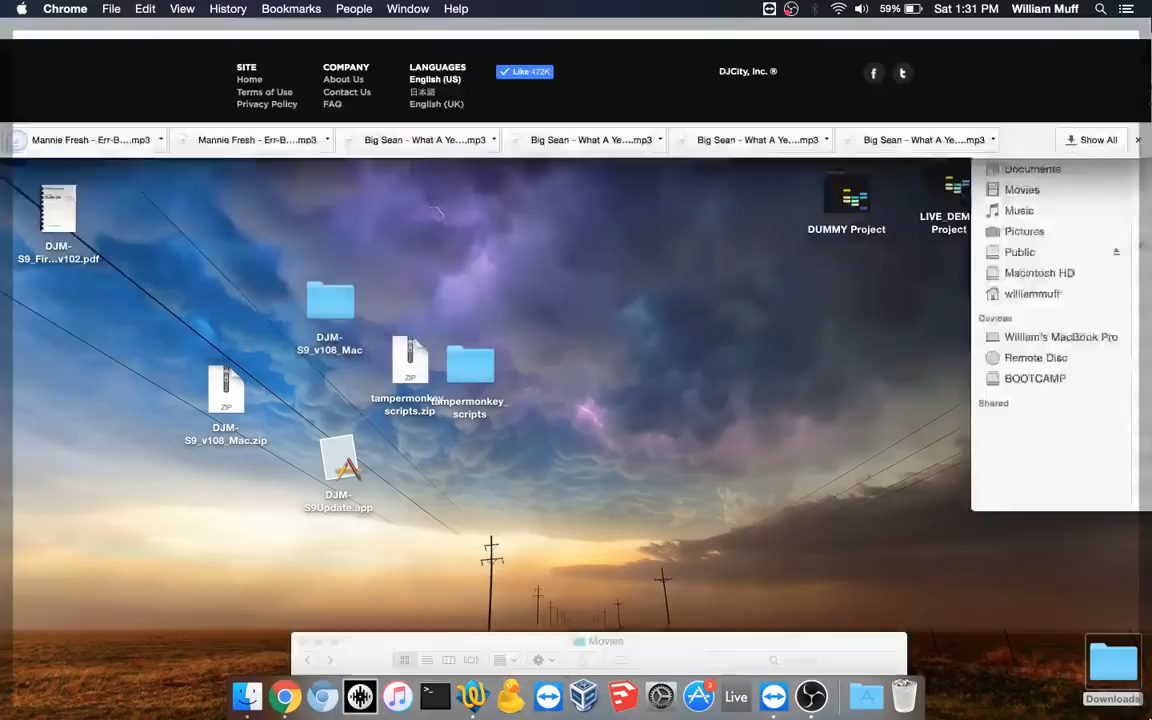 Chrome File Edit View History Bookmarks People Window Help 59% Sat 1:31 PM William Muff
SITE COMPANY LANGUAGES
Home About Us English (US)
Terms of Use Contact Us 日本語
Privacy Policy FAQ English (UK)
Like 472K
DJCity, Inc. ®
Mannie Fresh - Err-B....mp3 Mannie Fresh - Err-B....mp3 Big Sean - What A Ye....mp3 Big Sean - What A Ye....mp3 Big Sean - What A Ye....mp3 Big Sean - What A Ye....mp3 Show All
DJM-
S9_Fir...v102.pdf
DUMMY Project
LIVE_DEM
Project
Documents
Movies
Music
Pictures
Public
Macintosh HD
williammuff
Devices
William's MacBook Pro
Remote Disc
BOOTCAMP
Shared
DJM-
S9_v108_Mac
ZIP
tampermonkey_
scripts.zip
tampermonkey_
scripts
ZIP
DJM-
S9_v108_Mac.zip
DJM-
S9Update.app
Movies
Live
3
Downloads